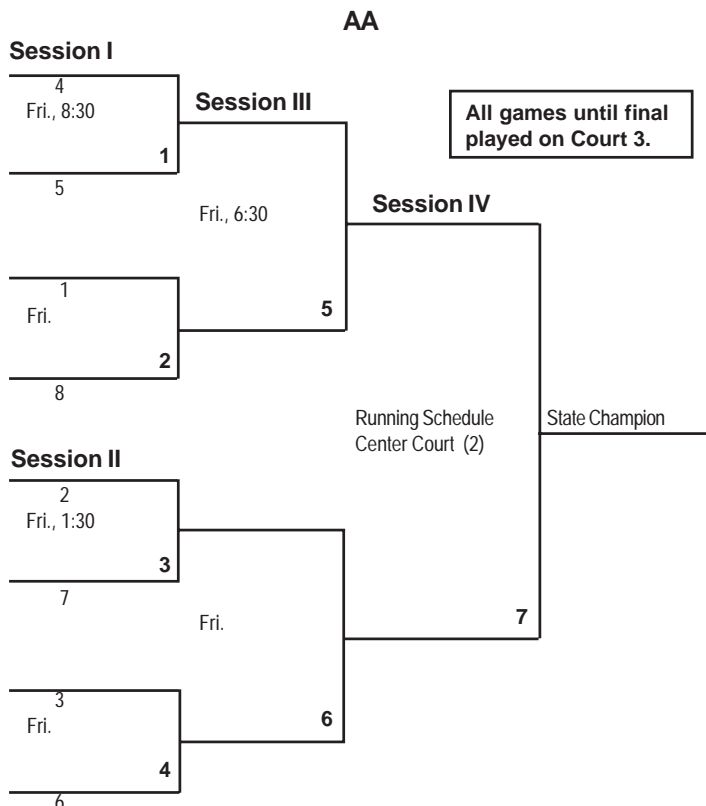 AA
Session I
4
Fri., 8:30
1
5
Session III
All games until final
played on Court 3.
Fri., 6:30
Session IV
1
Fri.
2
8
5
Running Schedule
Center Court (2)
State Champion
Session II
2
Fri., 1:30
3
7
Fri.
7
3
Fri.
4
6
6